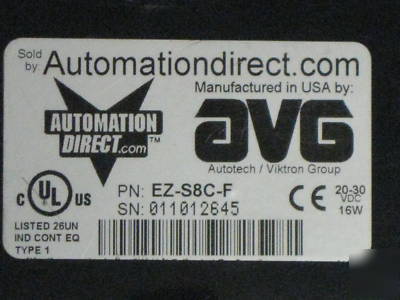 Sold by: Automationdirect.com
Manufactured in USA by:
AUTOMATION
DIRECT.com™
AVG
Autotech / Viktron Group
C UL US
LISTED 26UN
IND CONT EQ
TYPE 1
PN: EZ-S8C-F
SN: 011012645
CE
20-30
VDC
16W